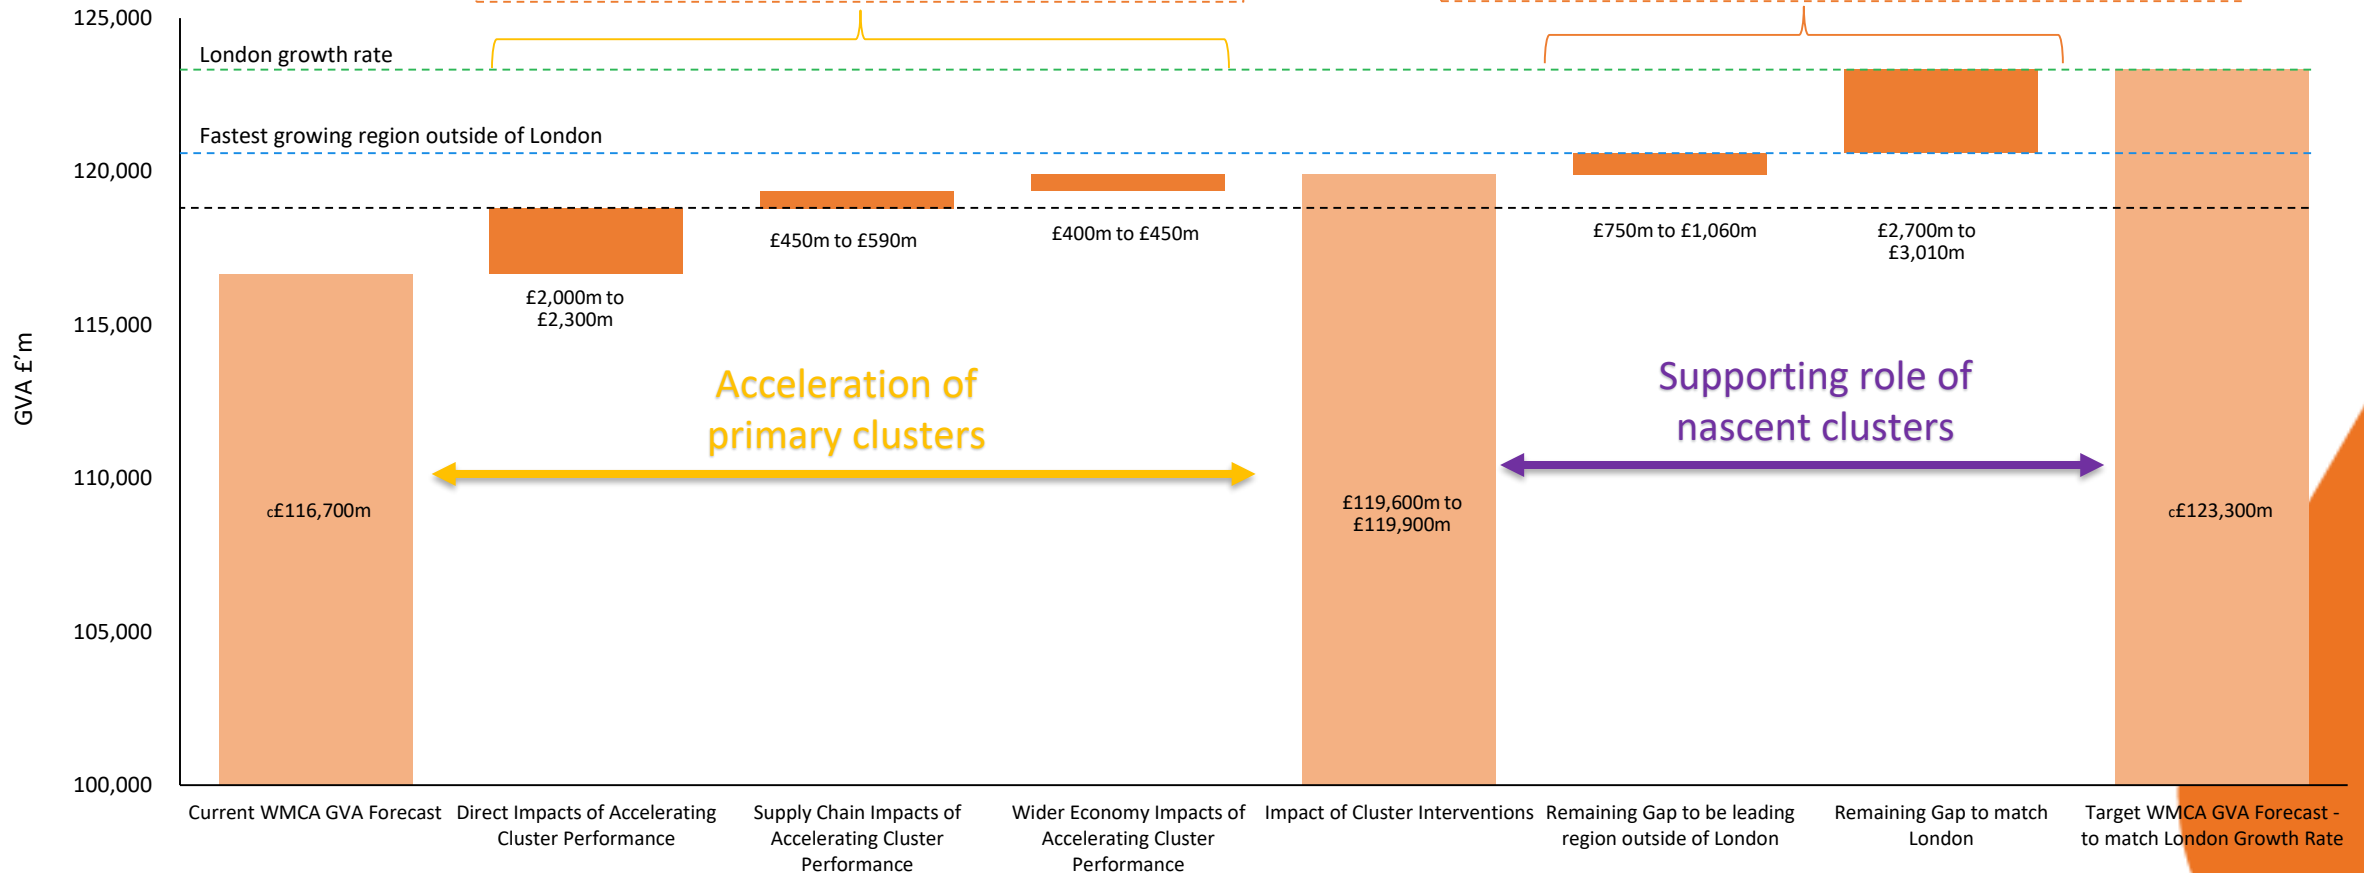 125,000
London growth rate
Fastest growing region outside of London
120,000
£450m to £590m
£400m to £450m
£750m to £1,060m
£2,700m to
£3,010m
£2,000m to
£2,300m
115,000
GVA £'m
Acceleration of
primary clusters
Supporting role of
nascent clusters
110,000
c£116,700m
£119,600m to
£119,900m
c£123,300m
105,000
100,000
Current WMCA GVA Forecast
Direct Impacts of Accelerating
Cluster Performance
Supply Chain Impacts of
Accelerating Cluster
Performance
Wider Economy Impacts of
Accelerating Cluster
Performance
Impact of Cluster Interventions
Remaining Gap to be leading
region outside of London
Remaining Gap to match
London
Target WMCA GVA Forecast -
to match London Growth Rate